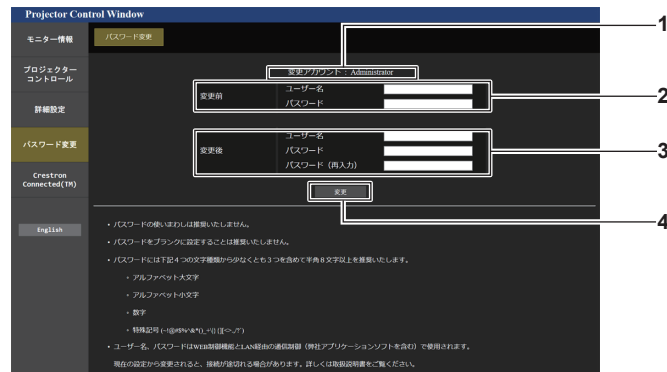 Projector Control Window
モニター情報
パスワード変更
1
プロジェクター
コントロール
変更アカウント : Administrator
変更前
ユーザー名
パスワード
2
詳細設定
パスワード変更
変更後
ユーザー名
パスワード
パスワード (再入力)
3
Crestron
Connected(TM)
変更
4
English
• パスワードの使いまわしは推奨いたしません。
• パスワードをブランクに設定することは推奨いたしません。
• パスワードには下記４つの文字種類から少なくとも３つを含めて半角８文字以上を推奨いたします。
• アルファベット大文字
• アルファベット小文字
• 数字
• 特殊記号
• ユーザー名、パスワードはWEB制御機能とLAN経由の通信制御（弊社アプリケーションソフトを含む）で使用されます。
現在の設定から変更されると、接続が途切れる場合があります。詳しくは取扱説明書をご覧ください。